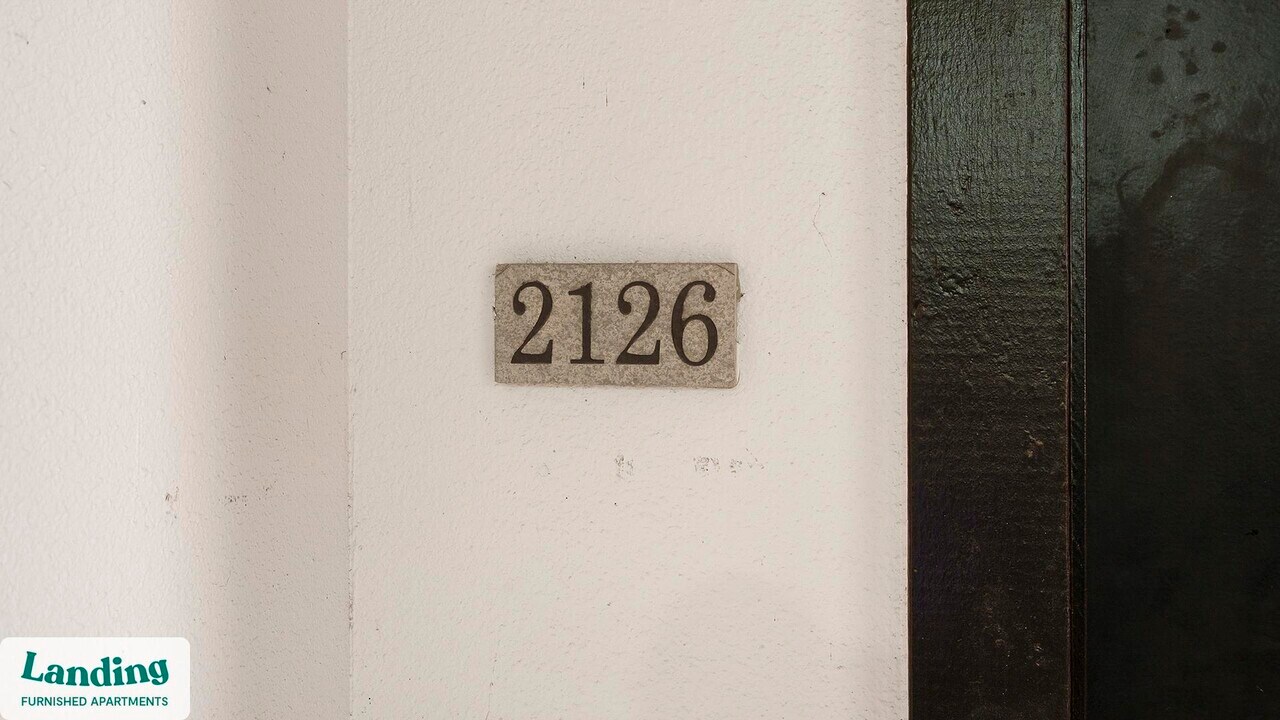 2126
Landing
FURNISHED APARTMENTS